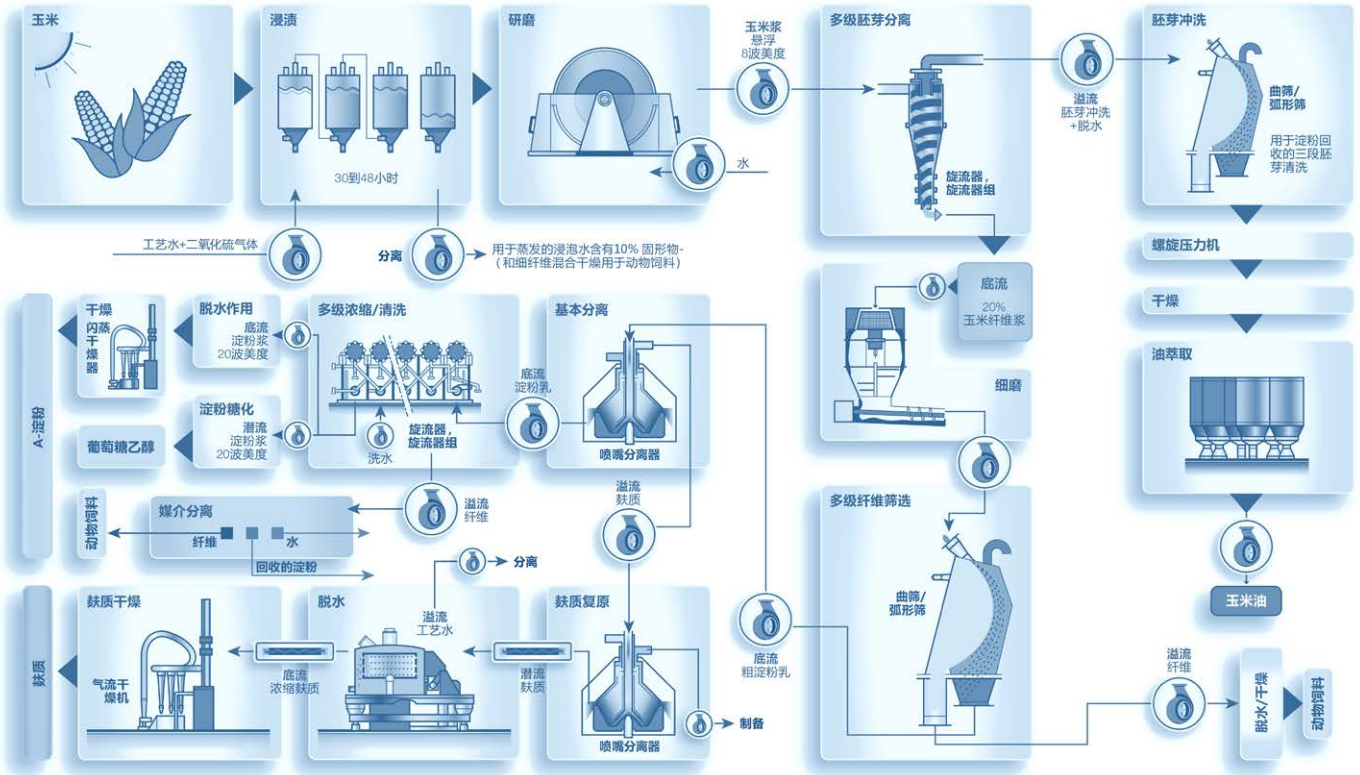 玉米
浸渍
30到48小时
研磨
玉米浆
悬浮
8波美度
水
多级胚芽分离
旋流器，
旋流器组
溢流
胚芽冲洗
+脱水
胚芽冲洗
曲筛/
弧形筛
用于淀粉回
收的三段胚
芽清洗
工艺水+二氧化硫气体
分离
用于蒸发的浸泡水含有10% 固形物-
（和细纤维混合干燥用于动物饲料）
螺旋压力机
干燥
油萃取
玉米油
底流
20%
玉米纤维浆
细磨
多级纤维筛选
曲筛/
弧形筛
溢流
纤维
脱水/干燥
动物饲料
底流
粗淀粉乳
基本分离
喷嘴分离器
底流
淀粉乳
多级浓缩/清洗
旋流器，
旋流器组
洗水
脱水作用
底流
淀粉浆
20波美度
干燥
闪蒸
干燥
器
淀粉糖化
潜流
淀粉浆
20波美度
葡萄糖乙醇
A-淀粉
溢流
纤维
媒介分离
纤维
水
回收的淀粉
动物饲料
溢流
麸质
麸质复原
喷嘴分离器
制备
潜流
麸质
脱水
溢流
工艺水
分离
底流
浓缩麸质
麸质干燥
气流干
燥机
麸质